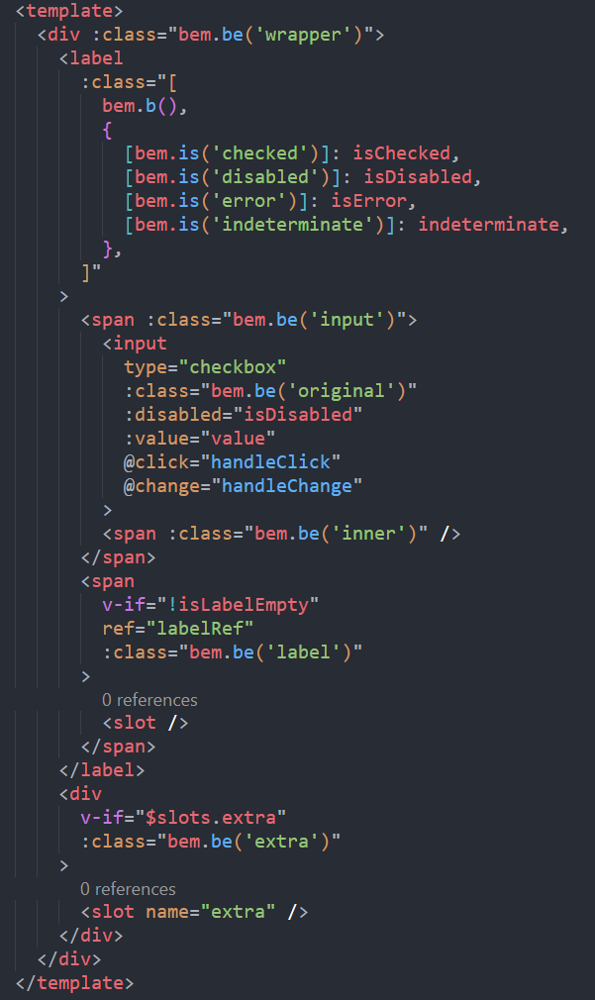 <template>
<div :class="bem.be('wrapper')">
<label
:class="[
bem.b(),
{
[bem.is('checked')]: isChecked,
[bem.is('disabled')]: isDisabled,
[bem.is('error')]: isError,
[bem.is('indeterminate')]: indeterminate,
},
]"
>
<span :class="bem.be('input')">
<input
type="checkbox"
:class="bem.be('original')"
:disabled="isDisabled"
:value="value"
@click="handleClick"
@change="handleChange"
>
<span :class="bem.be('inner')" />
</span>
<span
v-if="!isLabelEmpty"
ref="labelRef"
:class="bem.be('label')"
>
0 references
<slot />
</span>
</label>
<div
v-if="$slots.extra"
:class="bem.be('extra')"
>
0 references
<slot name="extra" />
</div>
</div>
</template>